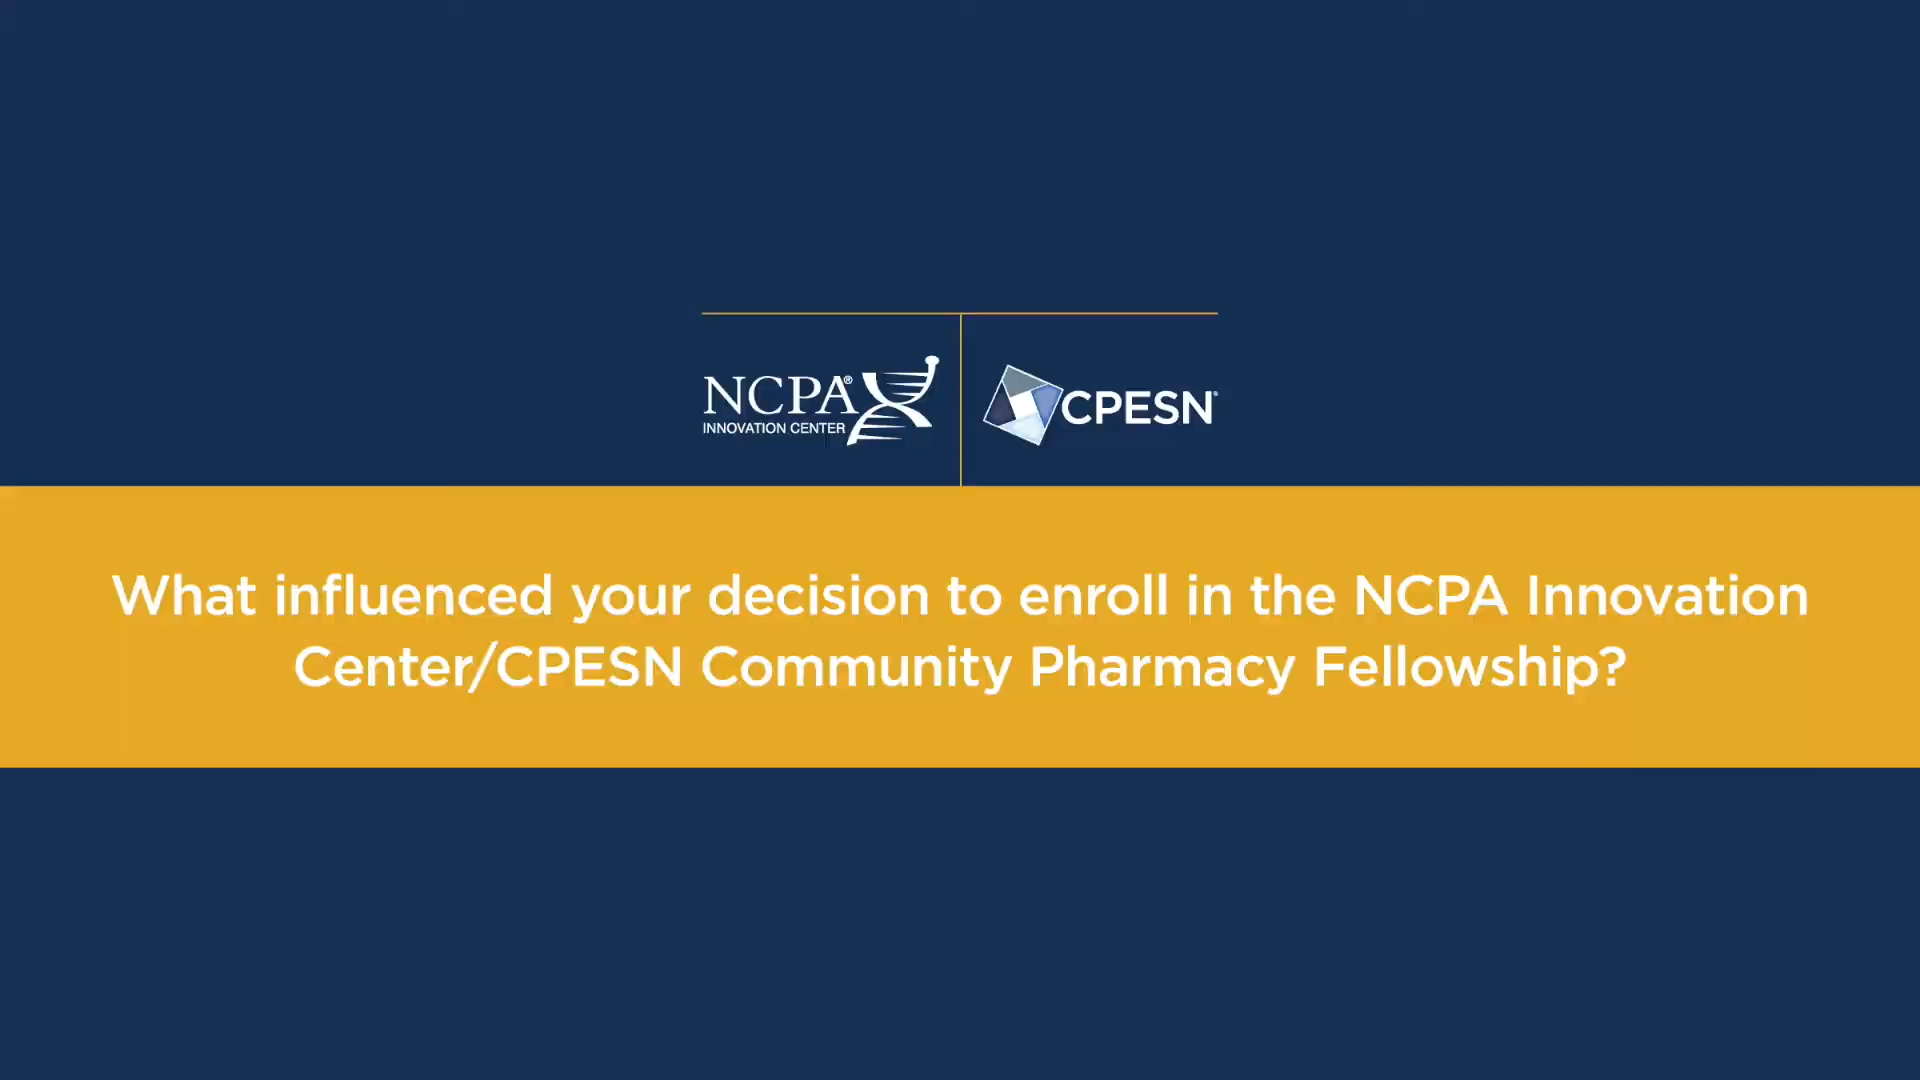 NCPA®
INNOVATION CENTER
CPESN®
What influenced your decision to enroll in the NCPA Innovation
Center/CPESN Community Pharmacy Fellowship?